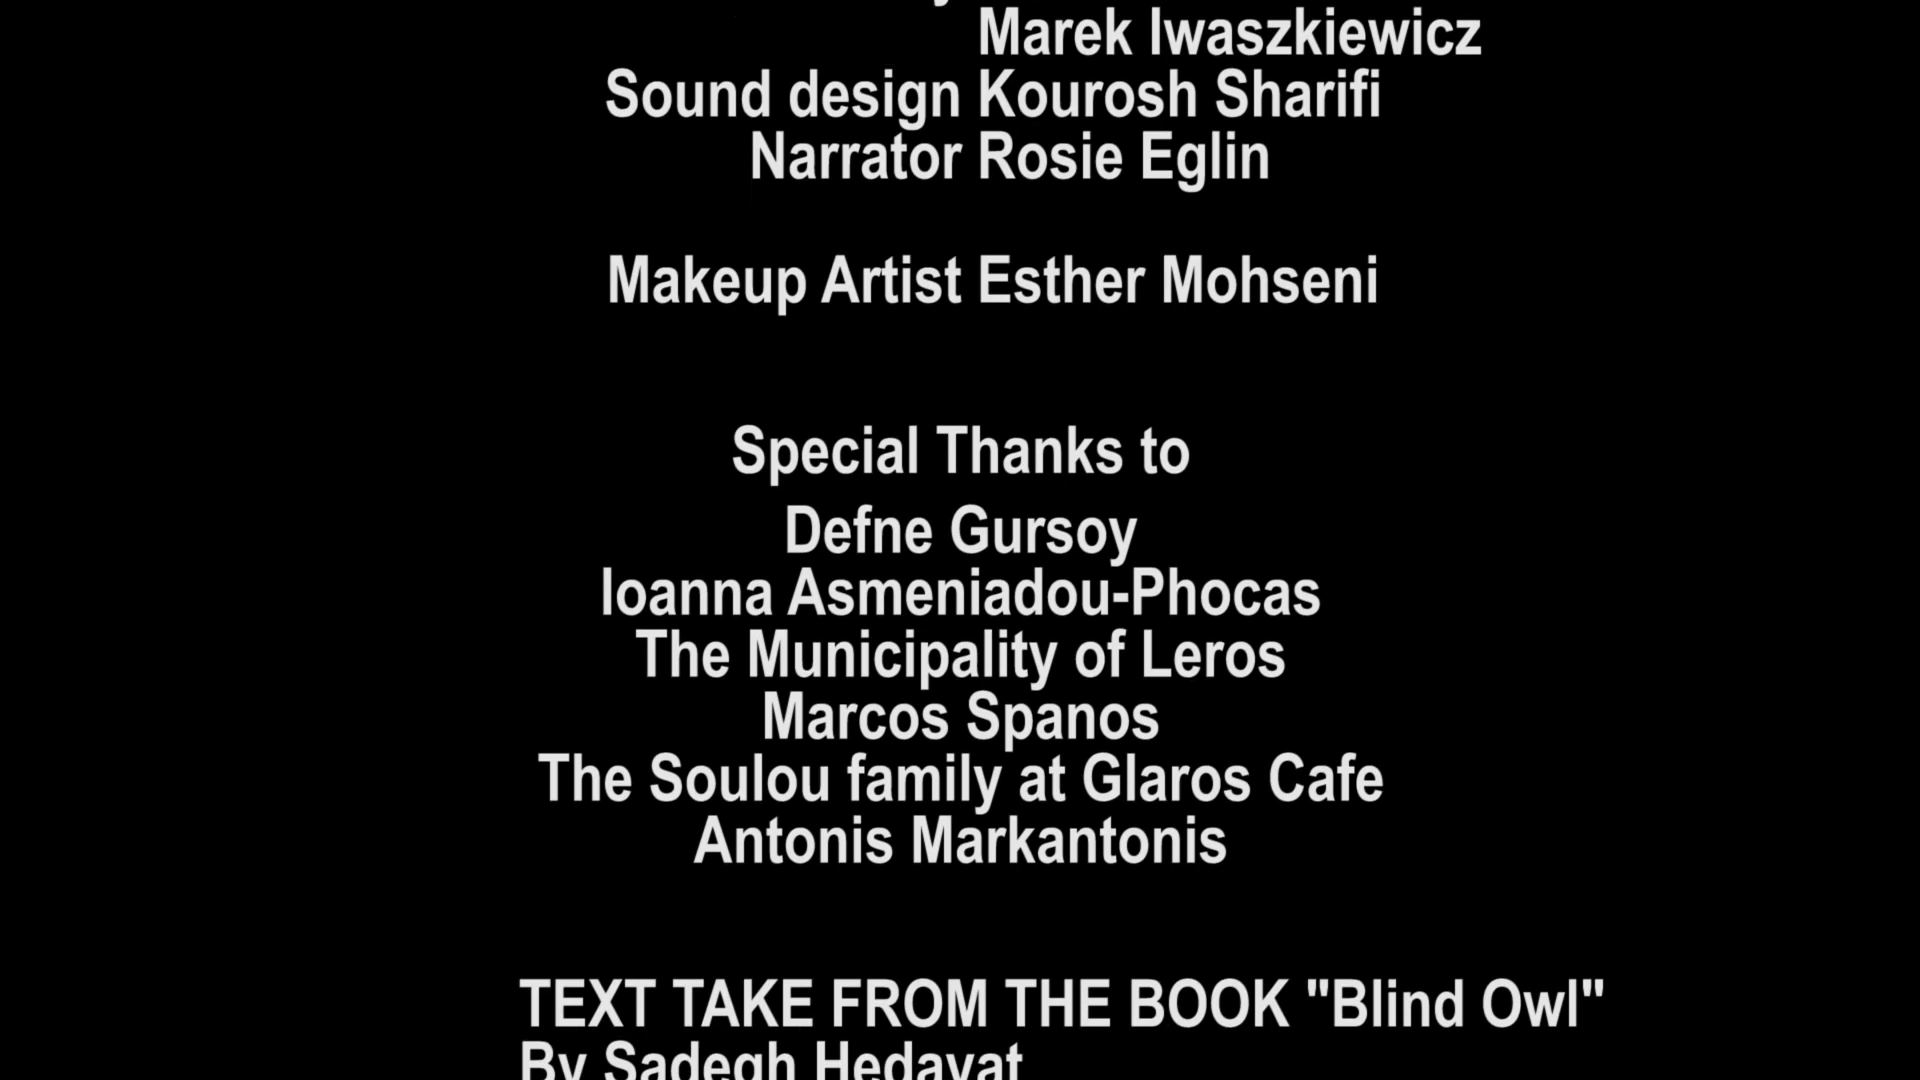 Marek Iwaszkiewicz
Sound design Kourosh Sharifi
Narrator Rosie Eglin
Makeup Artist Esther Mohseni
Special Thanks to
Defne Gursoy
Ioanna Asmeniadou-Phocas
The Municipality of Leros
Marcos Spanos
The Soulou family at Glaros Cafe
Antonis Markantonis
TEXT TAKE FROM THE BOOK "Blind Owl"
By Sadegh Hedayat